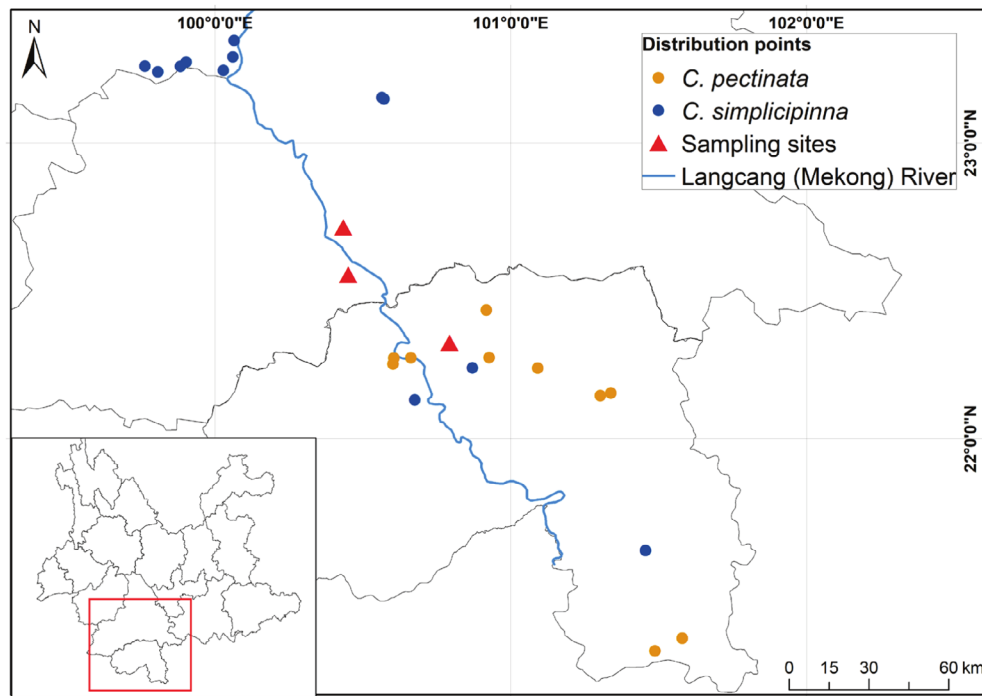 100°0'0"E
101°0'0"E
102°0'0"E
N
Distribution points
C. pectinata
C. simplicipinna
Sampling sites
Langcang (Mekong) River
23°0'0"N
22°0'0"N
0 15 30 60 km